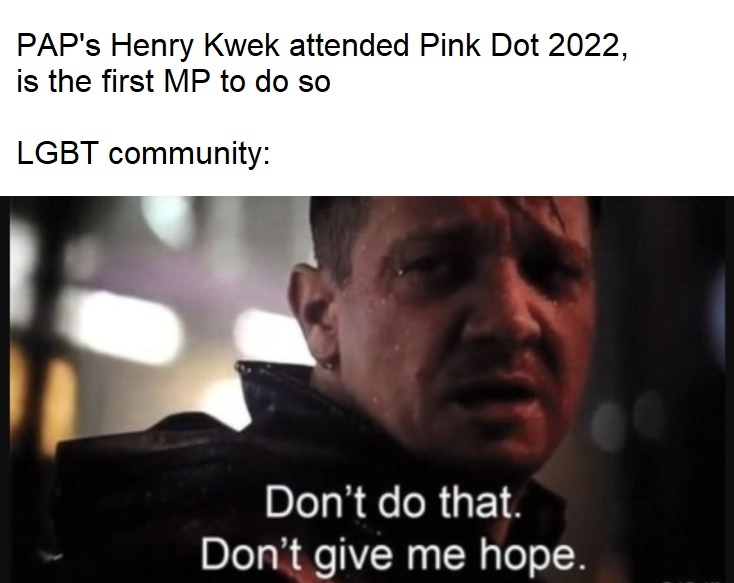 PAP's Henry Kwek attended Pink Dot 2022,
is the first MP to do so
LGBT community:
Don't do that.
Don't give me hope.